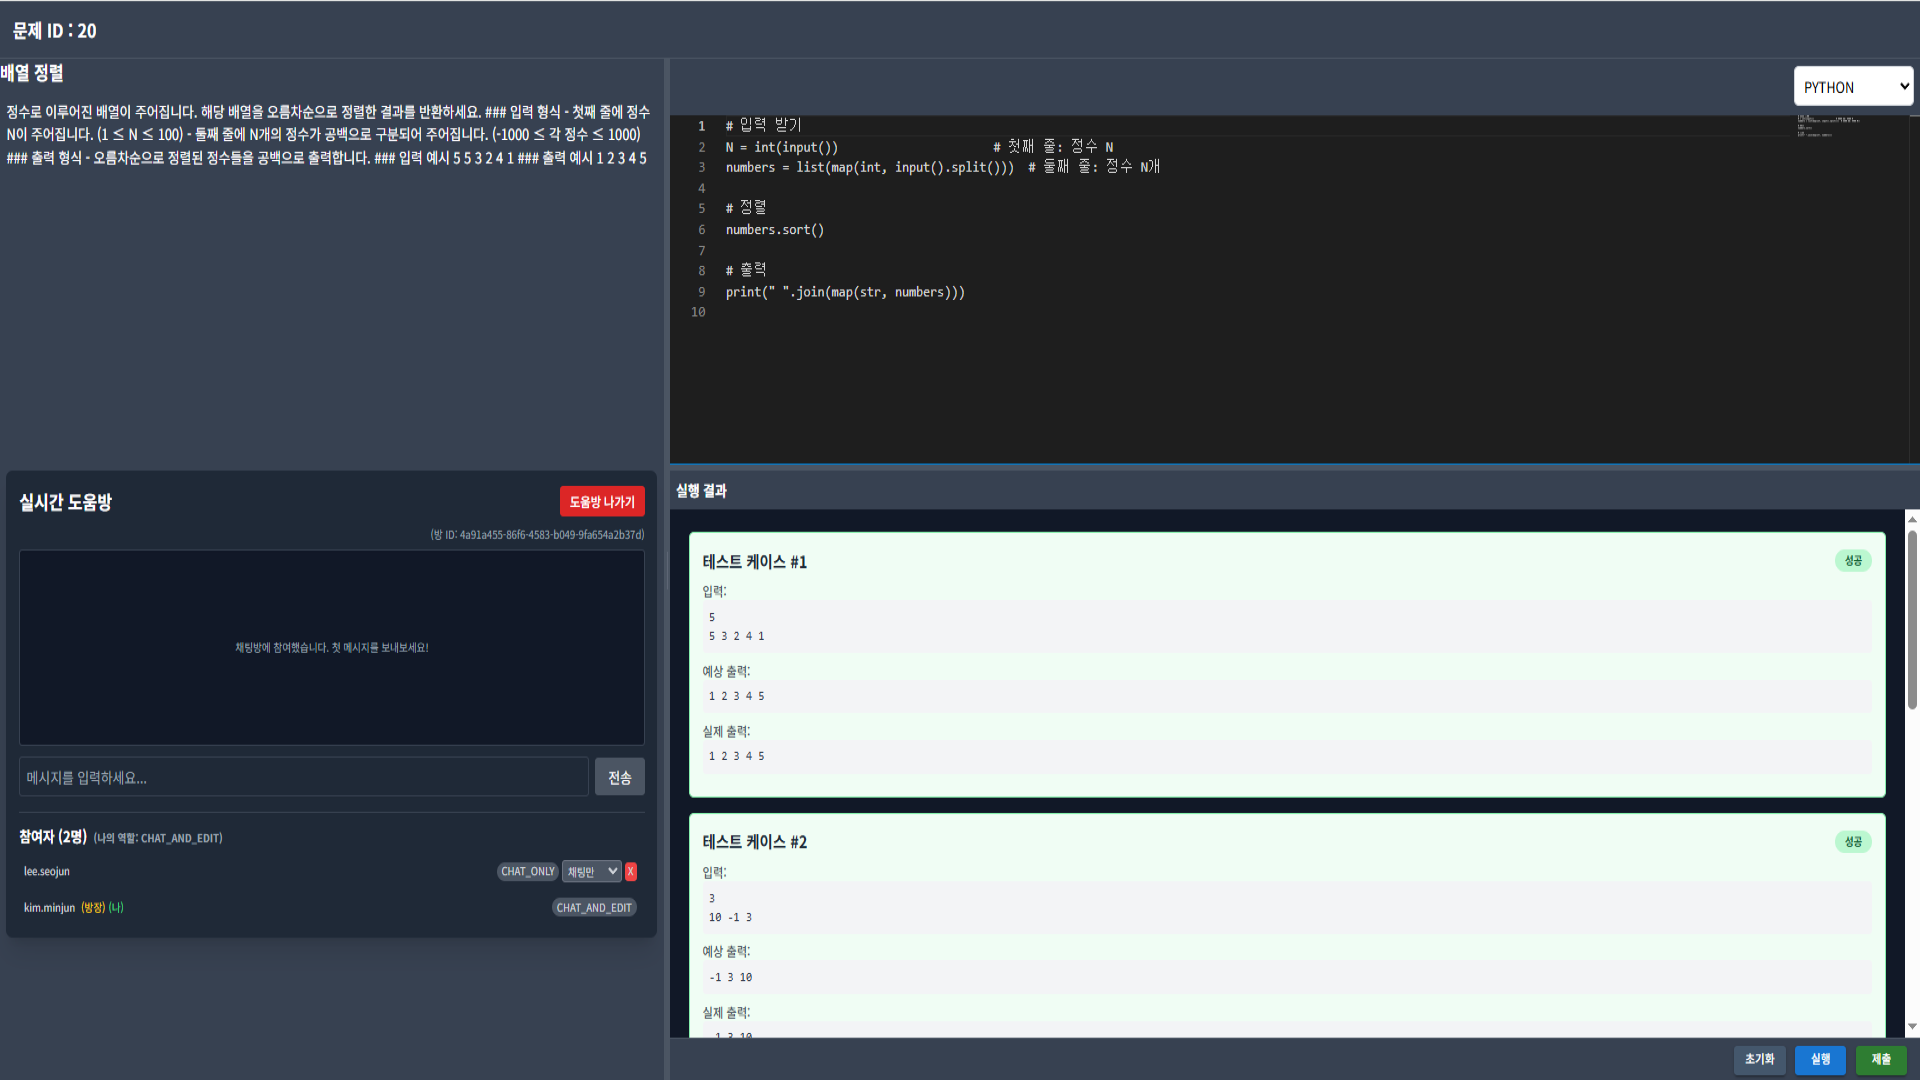 문제 ID : 20
배열 정렬
정수로 이루어진 배열이 주어집니다. 해당 배열을 오름차순으로 정렬한 결과를 반환하세요. ### 입력 형식 - 첫째 줄에 정수
N이 주어집니다. (1 ≤ N ≤ 100) - 둘째 줄에 N개의 정수가 공백으로 구분되어 주어집니다. (-1000 ≤ 각 정수 ≤ 1000)
### 출력 형식 - 오름차순으로 정렬된 정수들을 공백으로 출력합니다. ### 입력 예시 5 5 3 2 4 1 ### 출력 예시 1 2 3 4 5
실시간 도움방
도움방 나가기
(방 ID: 4a91a455-86f6-4583-b049-9fa654a2b37d)
채팅방에 참여했습니다. 첫 메시지를 보내보세요!
메시지를 입력하세요...
전송
참여자 (2명) (나의 역할: CHAT_AND_EDIT)
lee.seojun CHAT_ONLY 채팅만 X
kim.minjun (방장) (나) CHAT_AND_EDIT
PYTHON
1 # 입력 받기
2 N = int(input()) # 첫째 줄: 정수 N
3 numbers = list(map(int, input().split())) # 둘째 줄: 정수 N개
4
5 # 정렬
6 numbers.sort()
7
8 # 출력
9 print(" ".join(map(str, numbers)))
10
실행 결과
테스트 케이스 #1
성공
입력:
5
5 3 2 4 1
예상 출력:
1 2 3 4 5
실제 출력:
1 2 3 4 5
테스트 케이스 #2
성공
입력:
3
10 -1 3
예상 출력:
-1 3 10
실제 출력:
-1 3 10
초기화 실행 제출